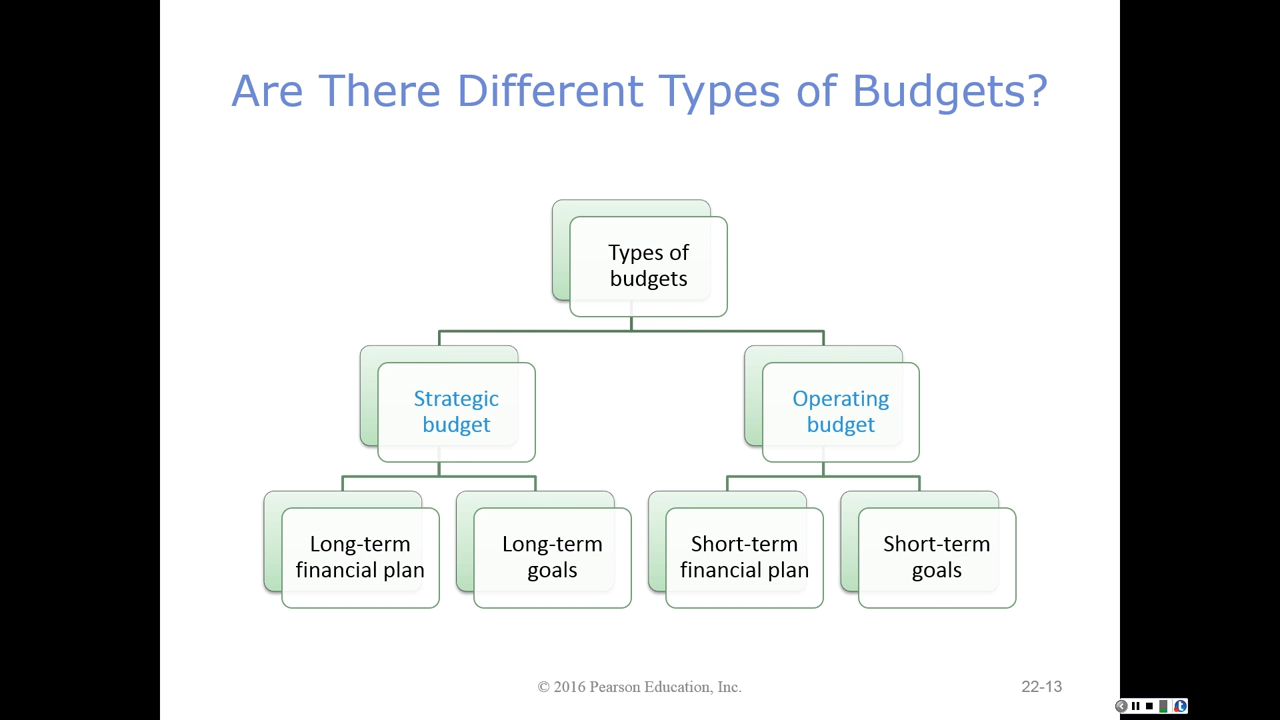 Are There Different Types of Budgets?
Types of
budgets
Strategic
budget
Operating
budget
Long-term
financial plan
Long-term
goals
Short-term
financial plan
Short-term
goals
© 2016 Pearson Education, Inc.
22-13